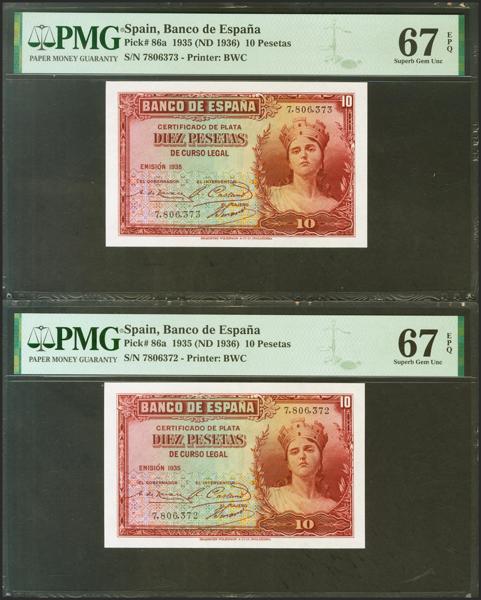 PMG
PAPER MONEY GUARANTY
Spain, Banco de España
Pick# 86a 1935 (ND 1936) 10 Pesetas
S/N 7806373 - Printer: BWC
67 EPQ
Superb Gem Unc
BANCO DE ESPAÑA
10
7.806.373
CERTIFICADO DE PLATA
DIEZ PESETAS
DE CURSO LEGAL
EMISIÓN 1935
EL GOBERNADOR EL INTERVENTOR
EL CAJERO
7.806.373
10
PMG
PAPER MONEY GUARANTY
Spain, Banco de España
Pick# 86a 1935 (ND 1936) 10 Pesetas
S/N 7806372 - Printer: BWC
67 EPQ
Superb Gem Unc
BANCO DE ESPAÑA
10
7.806.372
CERTIFICADO DE PLATA
DIEZ PESETAS
DE CURSO LEGAL
EMISIÓN 1935
EL GOBERNADOR EL INTERVENTOR
EL CAJERO
7.806.372
10